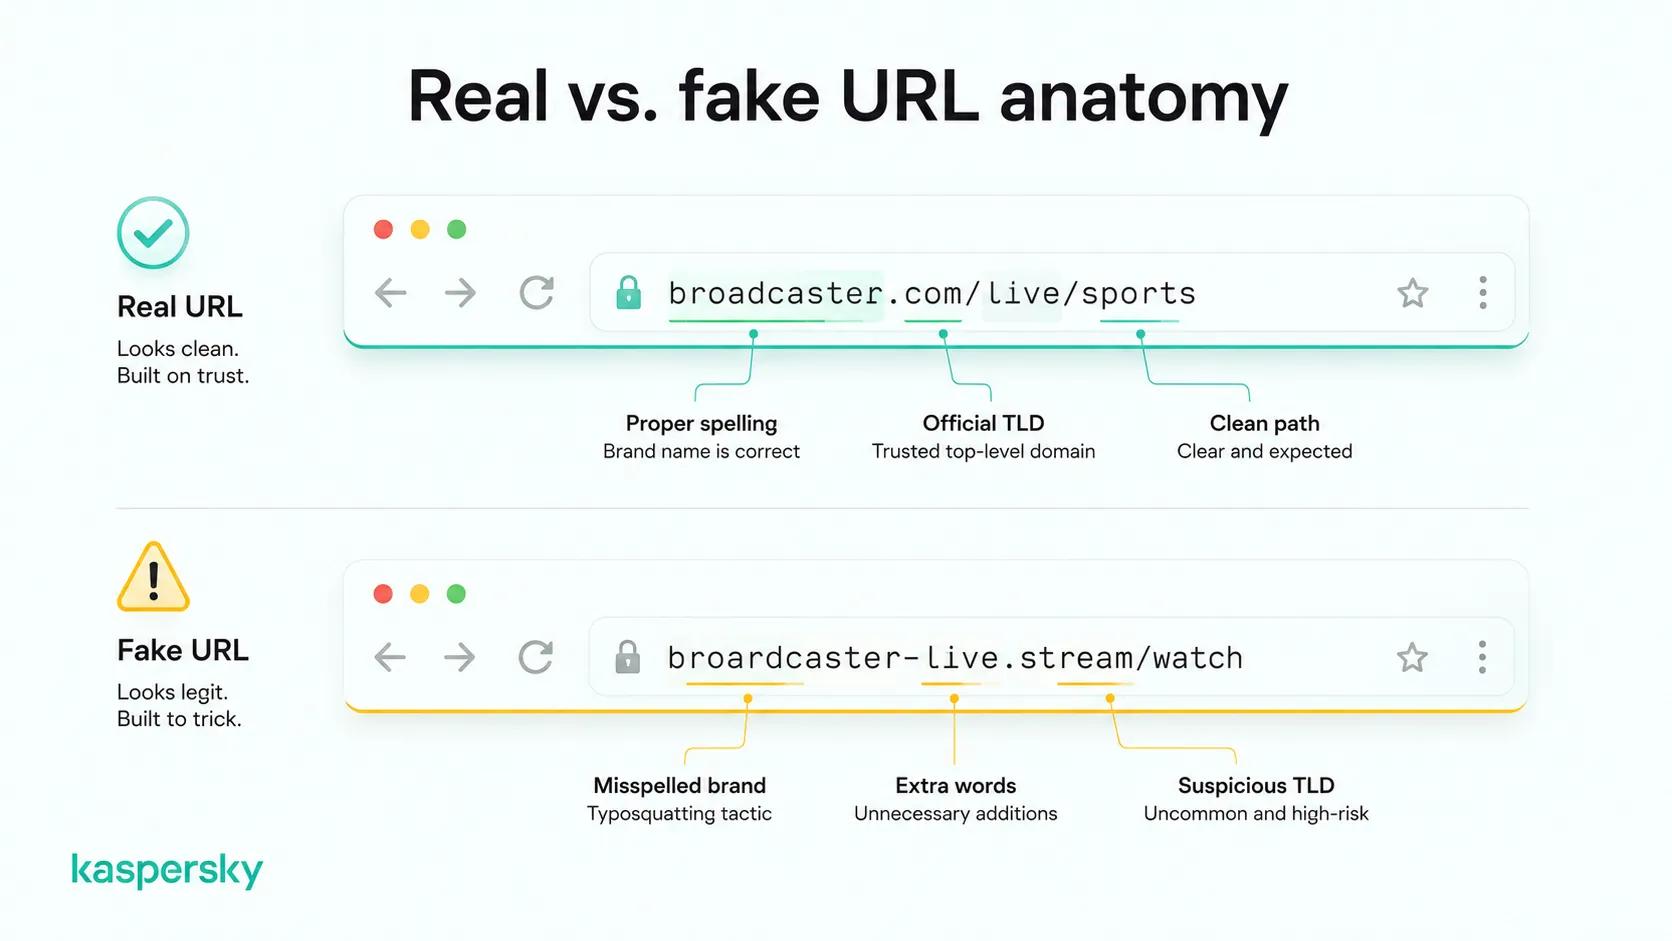 Real vs. fake URL anatomy
Real URL
Looks clean.
Built on trust.
broadcaster.com/live/sports
Proper spelling
Brand name is correct
Official TLD
Trusted top-level domain
Clean path
Clear and expected
Fake URL
Looks legit.
Built to trick.
broardcaster-live.stream/watch
Misspelled brand
Typosquatting tactic
Extra words
Unnecessary additions
Suspicious TLD
Uncommon and high-risk
kaspersky